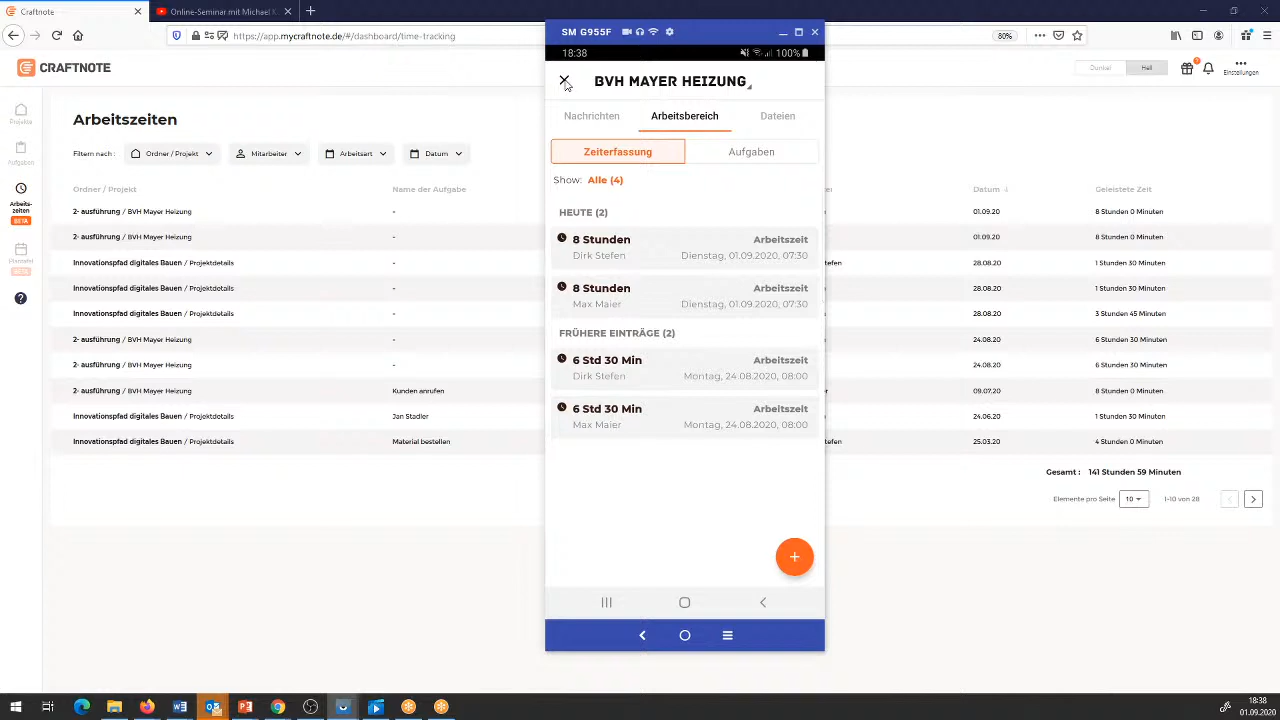 Craftnote
Online-Seminar mit Michael K
https://app.mycraftnote.de/#/dashboard/time-tracking
80%
CRAFTNOTE
Dunkel
Hell
Einstellungen
Projekte
Aufgaben
Arbeits-
zeiten
BETA
Plantafel
BETA
Arbeitszeiten
Filtern nach :
Ordner / Projekt
Mitarbeiter
Arbeitsart
Datum
Ordner / Projekt
Name der Aufgabe
Datum
Geleistete Zeit
2- ausführung / BVH Mayer Heizung
-
01.09.20
8 Stunden 0 Minuten
2- ausführung / BVH Mayer Heizung
-
01.09.20
8 Stunden 0 Minuten
Innovationspfad digitales Bauen / Projektdetails
-
28.08.20
1 Stunden 30 Minuten
Innovationspfad digitales Bauen / Projektdetails
-
28.08.20
1 Stunden 30 Minuten
Innovationspfad digitales Bauen / Projektdetails
-
28.08.20
3 Stunden 45 Minuten
2- ausführung / BVH Mayer Heizung
-
24.08.20
6 Stunden 30 Minuten
2- ausführung / BVH Mayer Heizung
-
24.08.20
6 Stunden 30 Minuten
2- ausführung / BVH Mayer Heizung
Kunden anrufen
09.07.20
8 Stunden 0 Minuten
Innovationspfad digitales Bauen / Projektdetails
Jan Stadler
24.06.20
1 Stunden 30 Minuten
Innovationspfad digitales Bauen / Projektdetails
Material bestellen
25.03.20
4 Stunden 0 Minuten
Gesamt : 141 Stunden 59 Minuten
Elemente pro Seite
10
1-10 von 28
SM G955F
18:38
100%
BVH MAYER HEIZUNG
Nachrichten
Arbeitsbereich
Dateien
Zeiterfassung
Aufgaben
Show: Alle (4)
HEUTE (2)
8 Stunden
Arbeitszeit
Dirk Stefen
Dienstag, 01.09.2020, 07:30
8 Stunden
Arbeitszeit
Max Maier
Dienstag, 01.09.2020, 07:30
FRÜHERE EINTRÄGE (2)
6 Std 30 Min
Arbeitszeit
Dirk Stefen
Montag, 24.08.2020, 08:00
6 Std 30 Min
Arbeitszeit
Max Maier
Montag, 24.08.2020, 08:00
18:38
01.09.2020